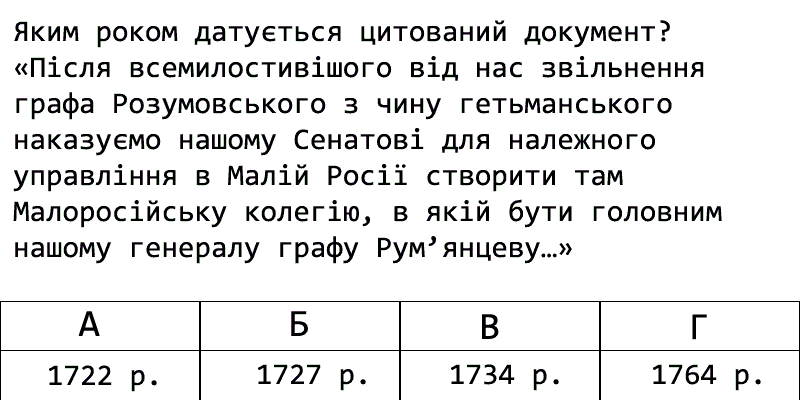 Яким роком датується цитований документ?
«Після всемилостивішого від нас звільнення
графа Розумовського з чину гетьманського
наказуємо нашому Сенатові для належного
управління в Малій Росії створити там
Малоросійську колегію, в якій бути головним
нашому генералу графу Рум’янцеву…»
А Б В Г
1722 р. 1727 р. 1734 р. 1764 р.